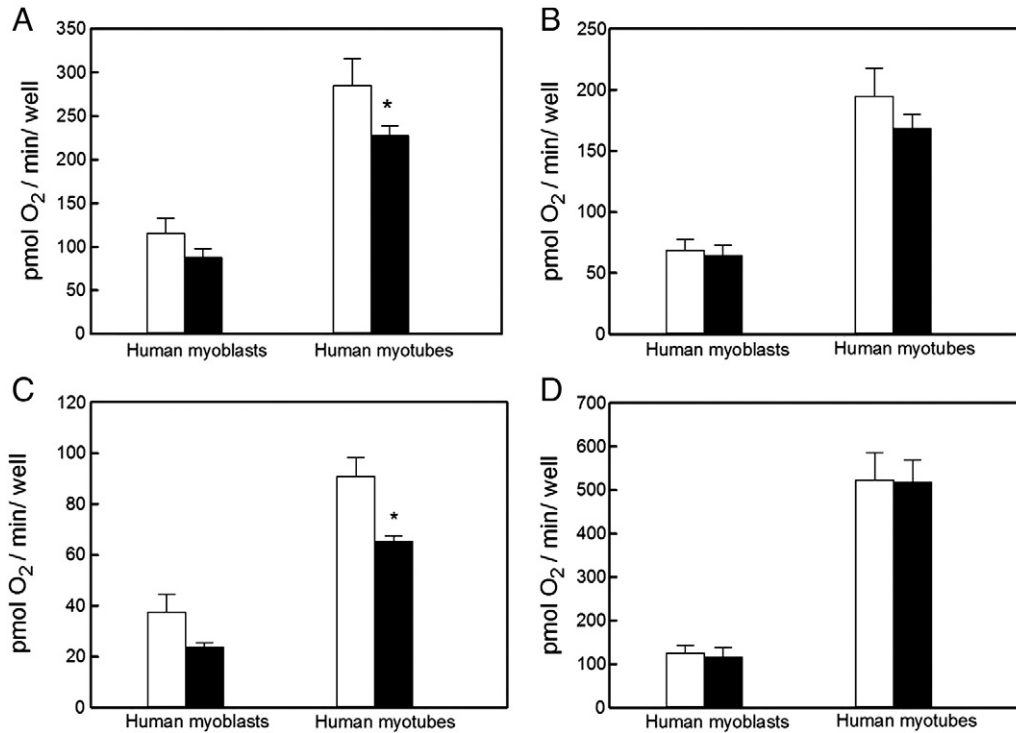 A
pmol O2 / min/ well
350
300
250
200
150
100
50
0
*
Human myoblasts
Human myotubes
B
pmol O2 / min/ well
250
200
150
100
50
0
Human myoblasts
Human myotubes
C
pmol O2 / min/ well
120
100
80
60
40
20
0
*
Human myoblasts
Human myotubes
D
pmol O2 / min/ well
700
600
500
400
300
200
100
0
Human myoblasts
Human myotubes